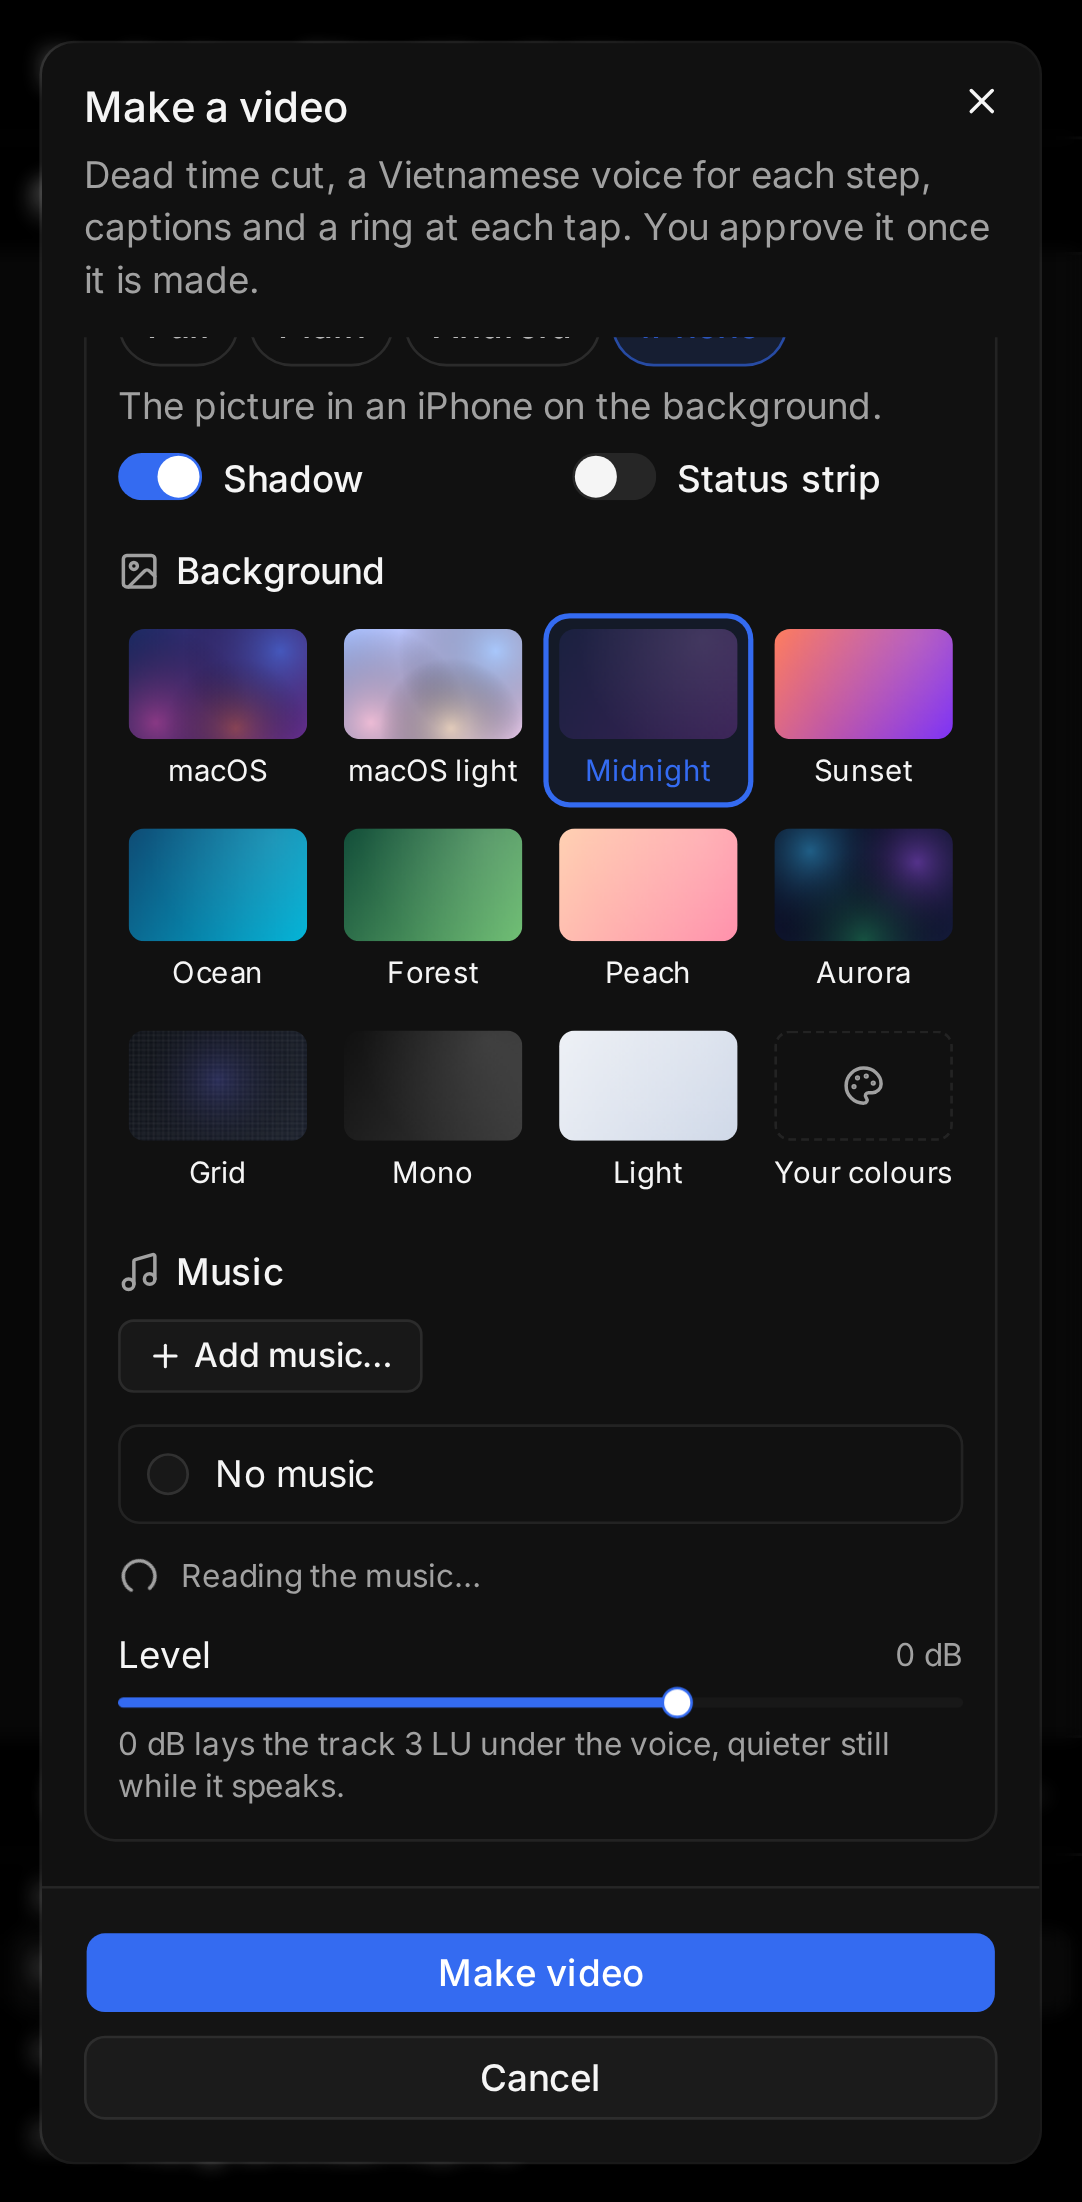 Make a video
Dead time cut, a Vietnamese voice for each step,
captions and a ring at each tap. You approve it once
it is made.
The picture in an iPhone on the background.
Shadow
Status strip
Background
macOS
macOS light
Midnight
Sunset
Ocean
Forest
Peach
Aurora
Grid
Mono
Light
Your colours
Music
+ Add music...
No music
Reading the music...
Level
0 dB
0 dB lays the track 3 LU under the voice, quieter still
while it speaks.
Make video
Cancel